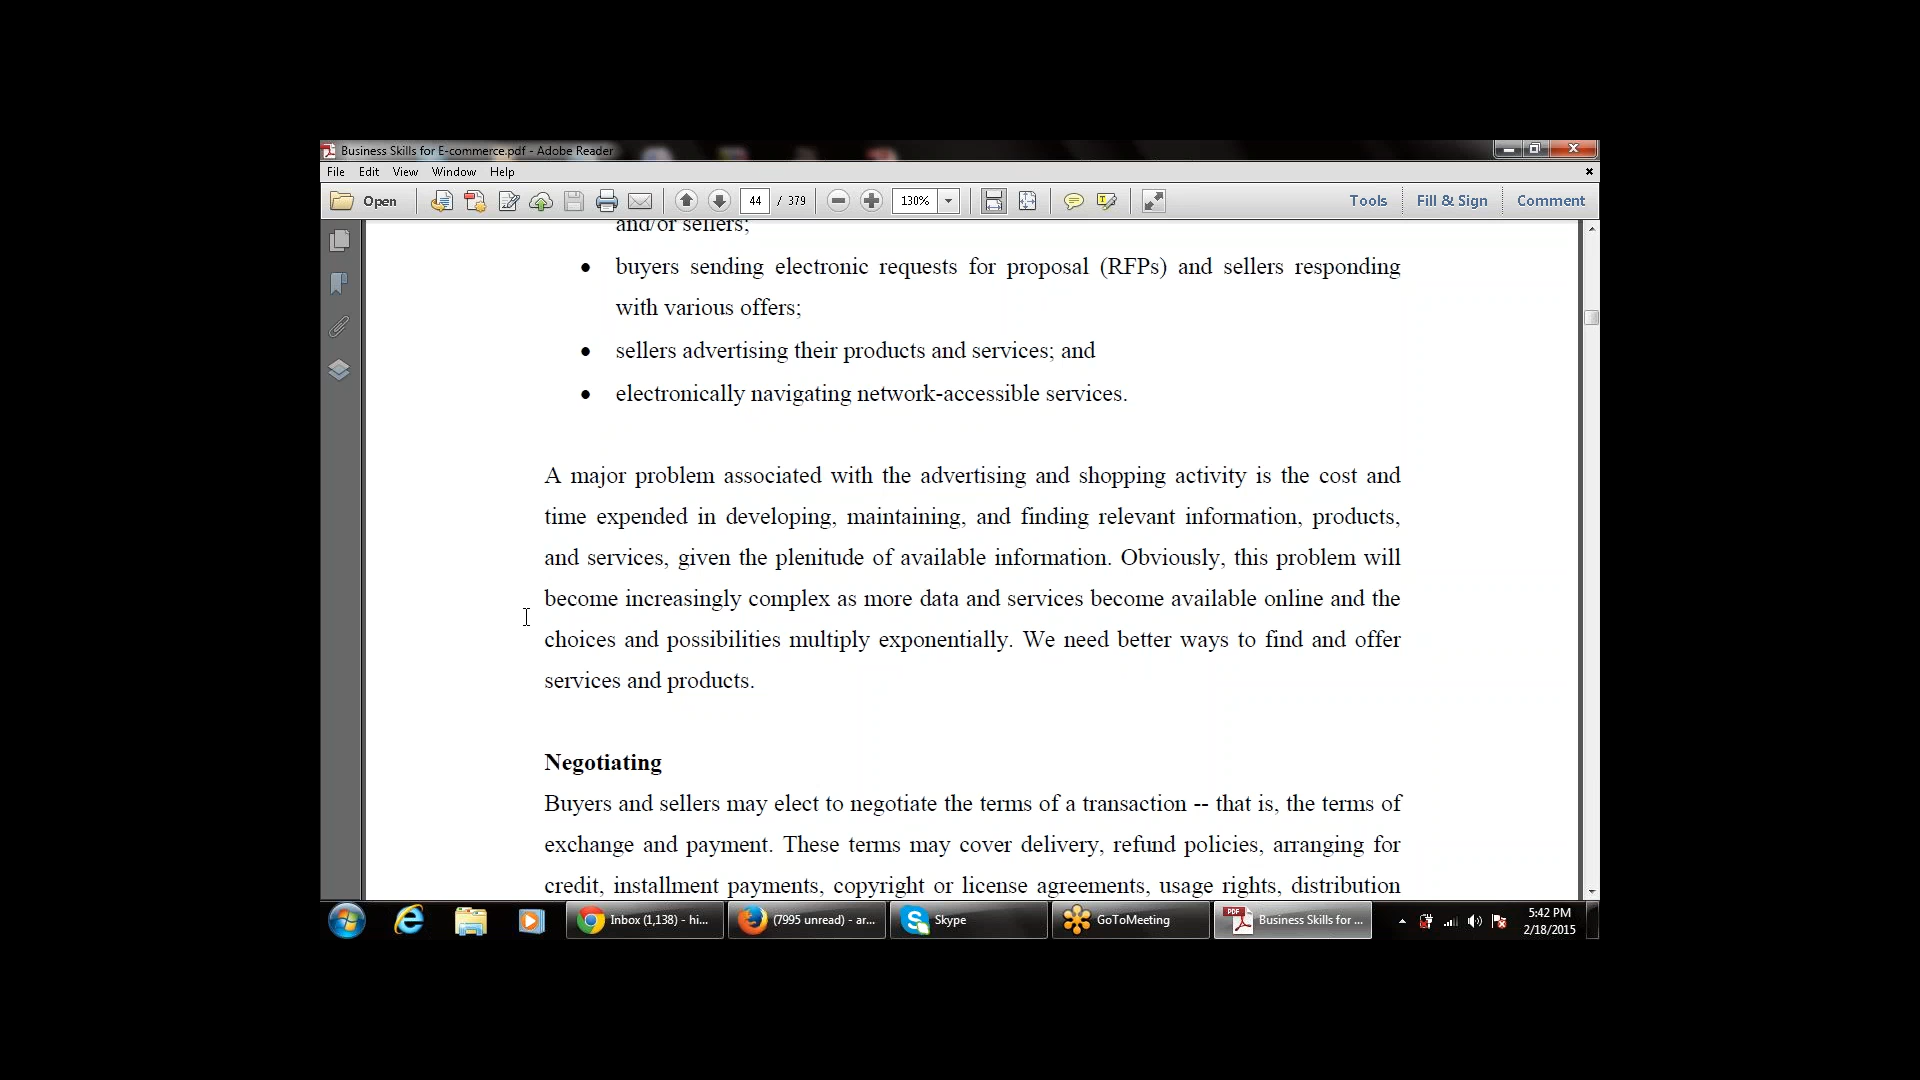 Business Skills for E-commerce.pdf - Adobe Reader
File Edit View Window Help
Open 44 / 379 130% Tools Fill & Sign Comment
and/or sellers;
• buyers sending electronic requests for proposal (RFPs) and sellers responding
with various offers;
• sellers advertising their products and services; and
• electronically navigating network-accessible services.
A major problem associated with the advertising and shopping activity is the cost and
time expended in developing, maintaining, and finding relevant information, products,
and services, given the plenitude of available information. Obviously, this problem will
become increasingly complex as more data and services become available online and the
choices and possibilities multiply exponentially. We need better ways to find and offer
services and products.
Negotiating
Buyers and sellers may elect to negotiate the terms of a transaction -- that is, the terms of
exchange and payment. These terms may cover delivery, refund policies, arranging for
credit, installment payments, copyright or license agreements, usage rights, distribution
Inbox (1,138) - hi... (7995 unread) - ar... Skype GoToMeeting PDF Business Skills for ... 5:42 PM
2/18/2015